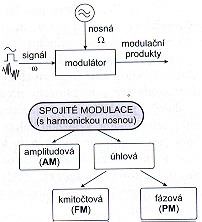 nosná
Ω
modulační
produkty
signál
ω
modulátor
SPOJITÉ MODULACE
(s harmonickou nosnou)
amplitudová
(AM)
úhlová
kmitočtová
(FM)
fázová
(PM)